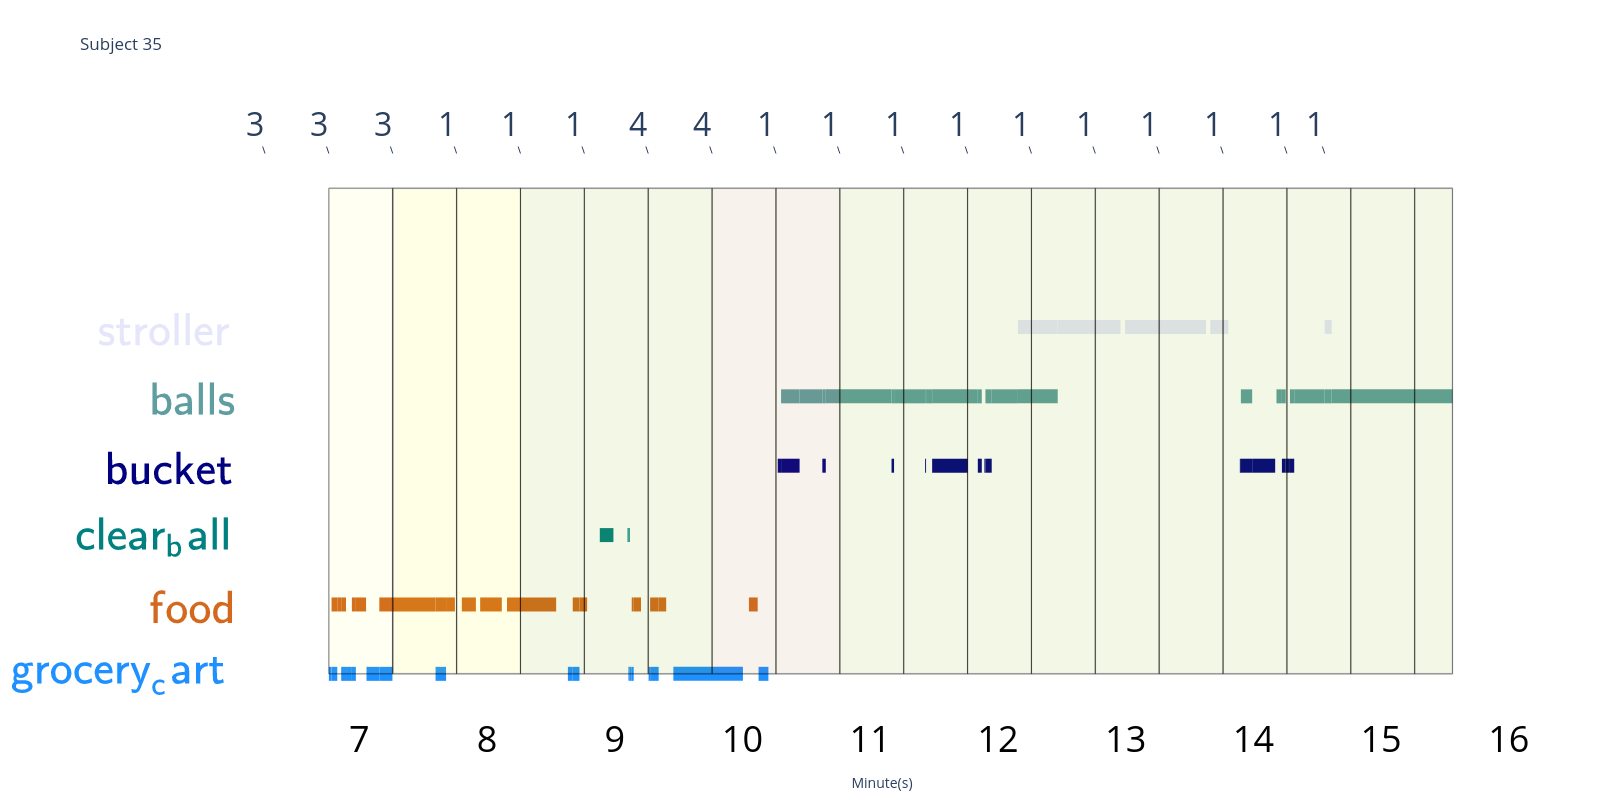 Subject 35
3 3 3 1 1 1 4 4 1 1 1 1 1 1 1 1 1 1
stroller
balls
bucket
clear_b all
food
grocery_c art
7 8 9 10 11 12 13 14 15 16
Minute(s)